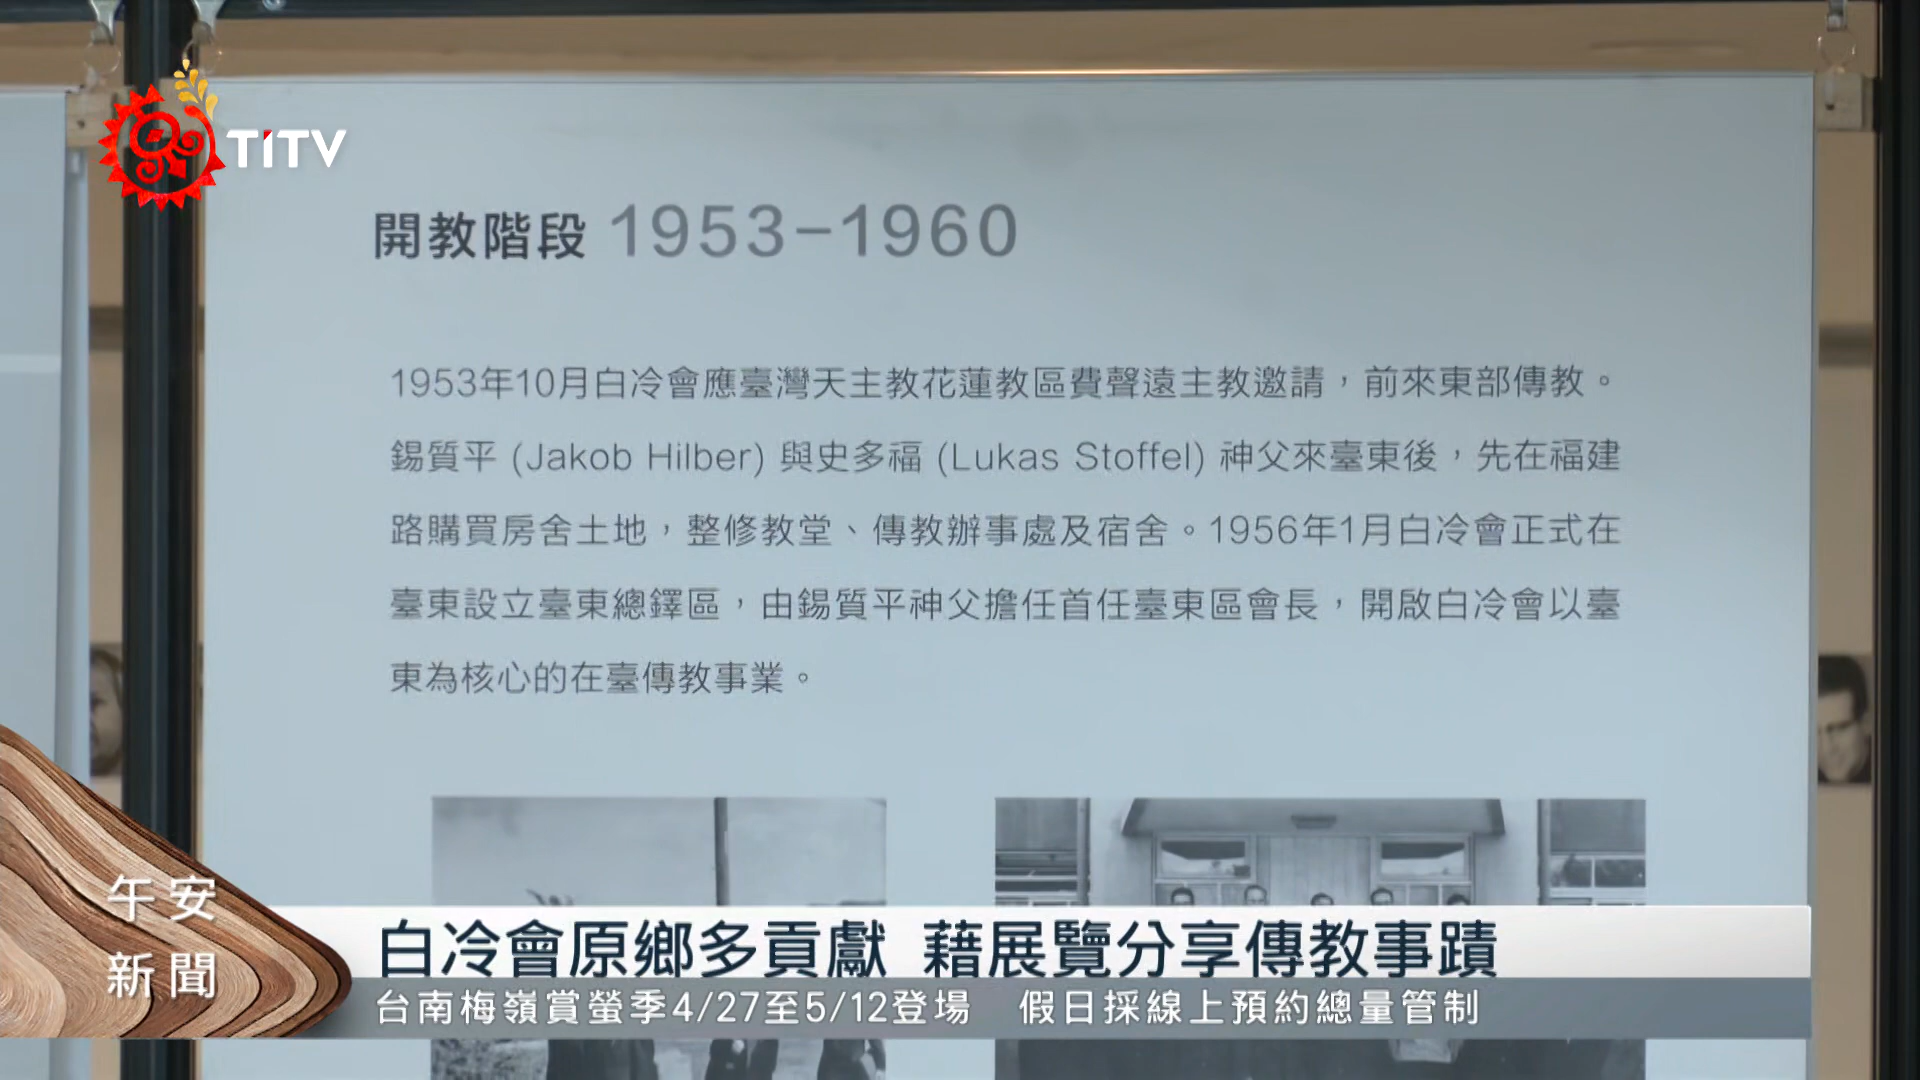 TiTV
開教階段 1953-1960
1953年10月白冷會應臺灣天主教花蓮教區費聲遠主教邀請，前來東部傳教。
錫質平 (Jakob Hilber) 與史多福 (Lukas Stoffel) 神父來臺東後，先在福建
路購買房舍土地，整修教堂、傳教辦事處及宿舍。1956年1月白冷會正式在
臺東設立臺東總鐸區，由錫質平神父擔任首任臺東區會長，開啟白冷會以臺
東為核心的在臺傳教事業。
午安
新聞
白冷會原鄉多貢獻 藉展覽分享傳教事蹟
台南梅嶺賞螢季4/27至5/12登場 假日採線上預約總量管制